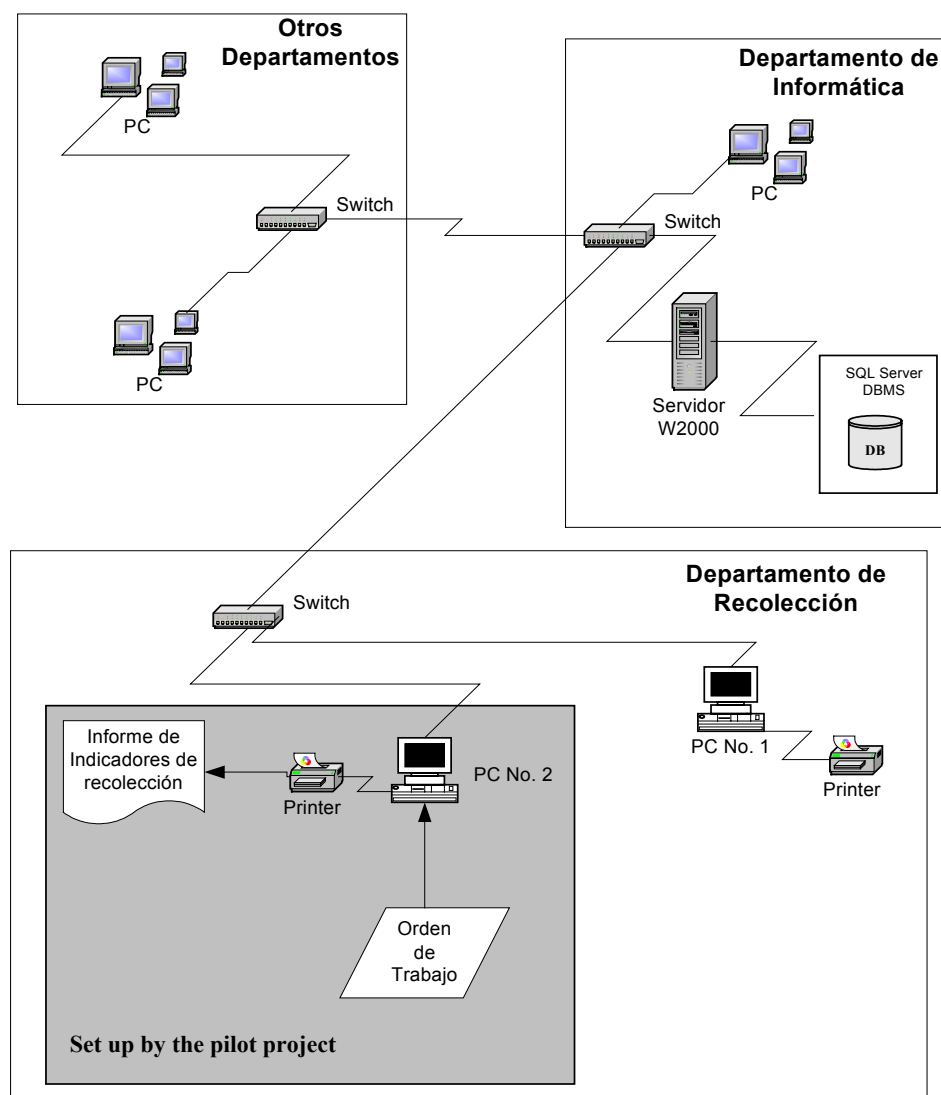 Otros
Departamentos
PC
Switch
PC
Departamento de
Informática
PC
Switch
Servidor
W2000
SQL Server
DBMS
DB
Departamento de
Recolección
Switch
PC No. 1
Printer
Informe de
Indicadores de
recolección
Printer
PC No. 2
Orden
de
Trabajo
Set up by the pilot project